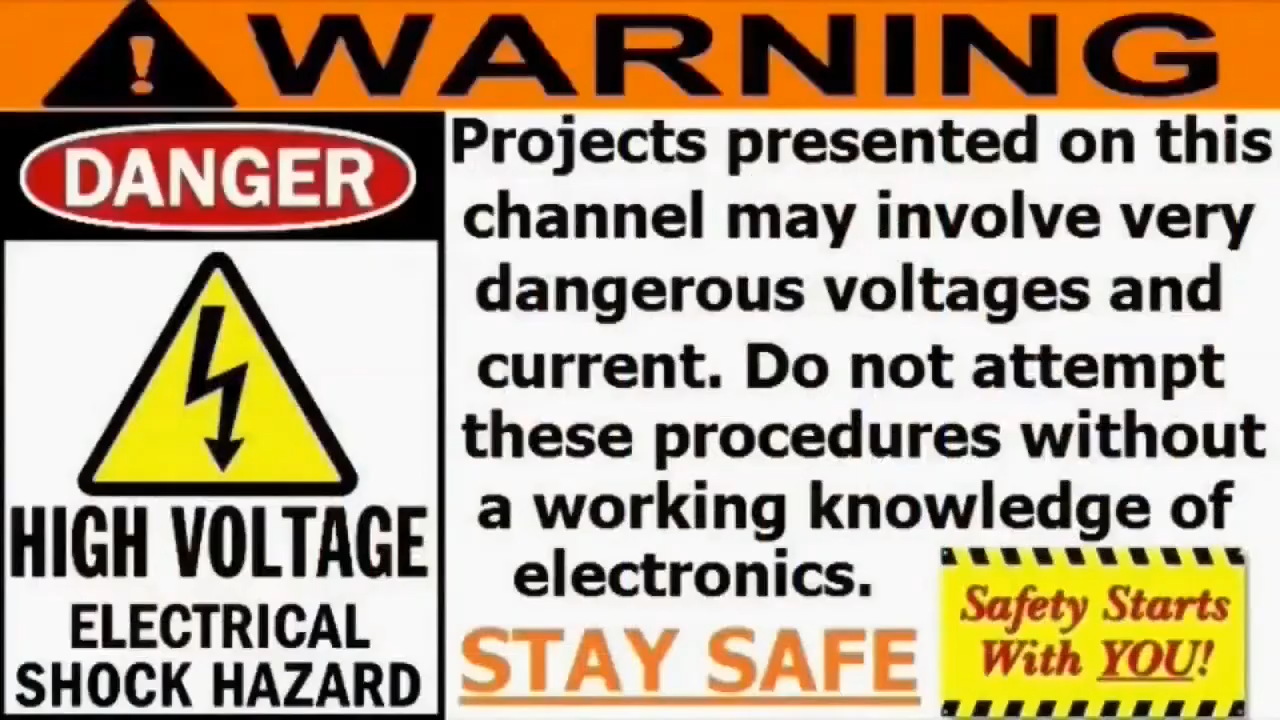 WARNING
DANGER
HIGH VOLTAGE
ELECTRICAL
SHOCK HAZARD
Projects presented on this
channel may involve very
dangerous voltages and
current. Do not attempt
these procedures without
a working knowledge of
electronics.
STAY SAFE
Safety Starts
With YOU!